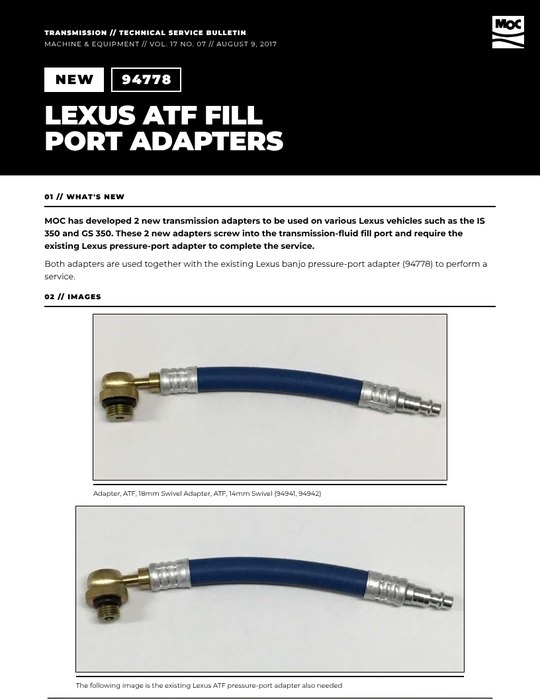 TRANSMISSION // TECHNICAL SERVICE BULLETIN
MACHINE & EQUIPMENT // VOL. 17 NO. 07 // AUGUST 9, 2017
MOC
NEW 94778
LEXUS ATF FILL
PORT ADAPTERS
01 // WHAT'S NEW
MOC has developed 2 new transmission adapters to be used on various Lexus vehicles such as the IS
350 and GS 350. These 2 new adapters screw into the transmission-fluid fill port and require the
existing Lexus pressure-port adapter to complete the service.
Both adapters are used together with the existing Lexus banjo pressure-port adapter (94778) to perform a
service.
02 // IMAGES
Adapter, ATF, 18mm Swivel Adapter, ATF, 14mm Swivel (94941, 94942)
The following image is the existing Lexus ATF pressure-port adapter also needed